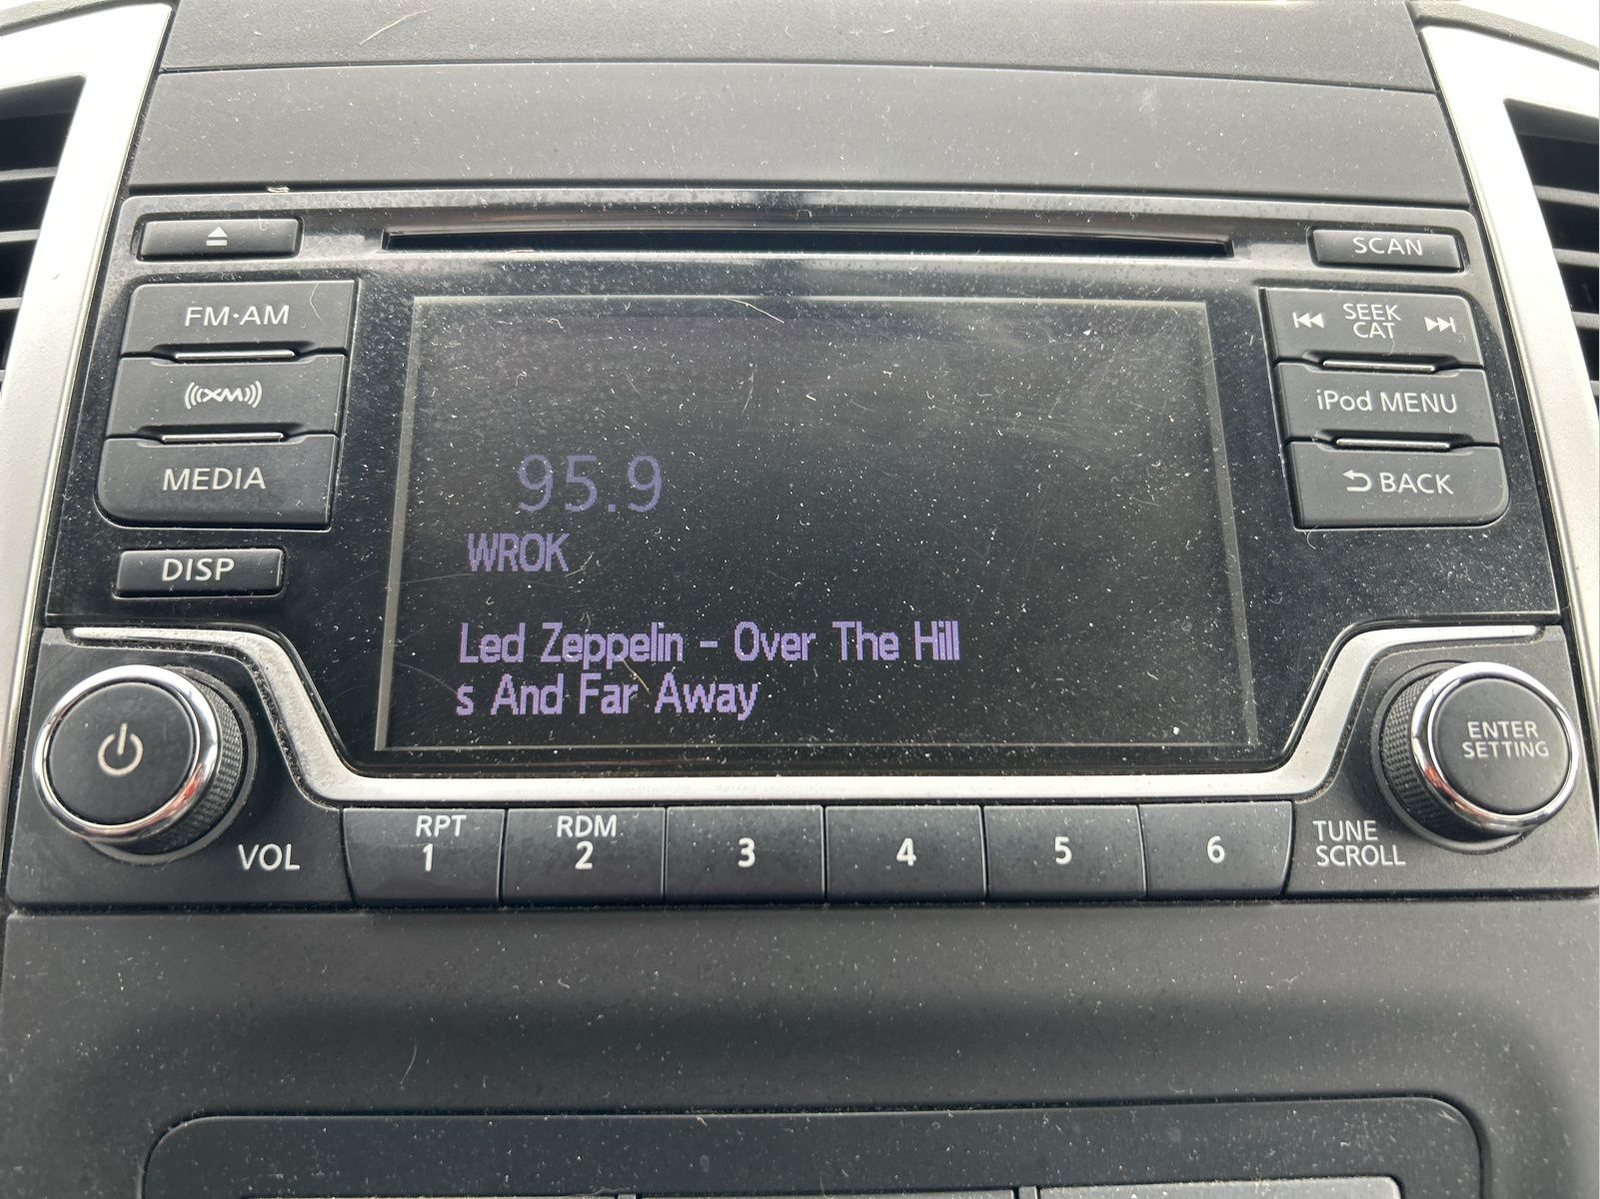 SCAN
FM·AM
SEEK
CAT
XM
iPod MENU
MEDIA
BACK
95.9
WROK
DISP
Led Zeppelin - Over The Hill
s And Far Away
ENTER
SETTING
VOL
RPT
1
RDM
2
3
4
5
6
TUNE
SCROLL